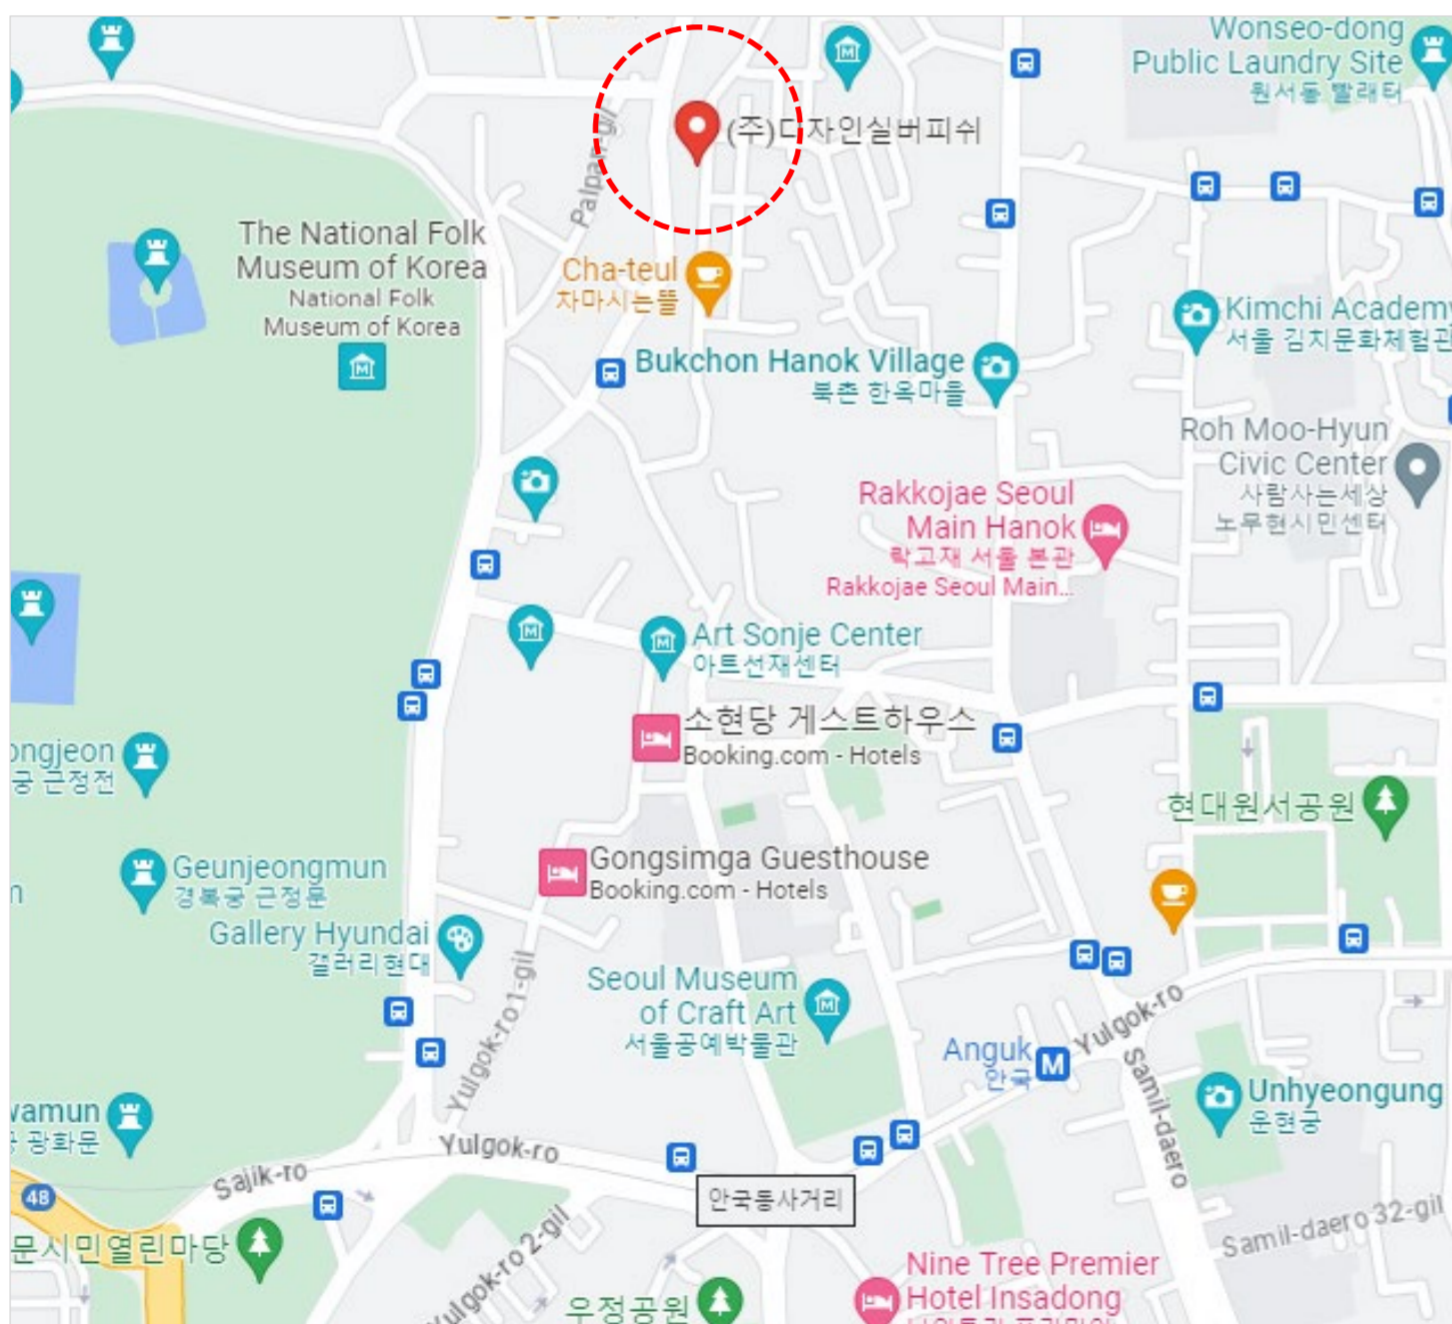 Wonseo-dong
Public Laundry Site
원서동 빨래터
(주)디자인실버피쉬
Palpan-gil
The National Folk
Museum of Korea
National Folk
Museum of Korea
Cha-teul
차마시는뜰
Kimchi Academy
서울 김치문화체험관
Bukchon Hanok Village
북촌 한옥마을
Roh Moo-Hyun
Civic Center
사람사는세상
노무현시민센터
Rakkojae Seoul
Main Hanok
락고재 서울 본관
Rakkojae Seoul Main...
Art Sonje Center
아트선재센터
소현당 게스트하우스
Booking.com - Hotels
ongjeon
궁 근정전
현대원서공원
Geunjeongmun
경복궁 근정문
Gongsimga Guesthouse
Booking.com - Hotels
Gallery Hyundai
갤러리현대
Yulgok-ro 1-gil
Seoul Museum
of Craft Art
서울공예박물관
Anguk
안국
M
Yulgok-ro
Samil-daero
Unhyeongung
운현궁
wamun
광화문
Yulgok-ro
Sajik-ro
48
안국동사거리
Samil-daero 32-gil
문시민열린마당
Yulgok-ro 2-gil
우정공원
Nine Tree Premier
Hotel Insadong